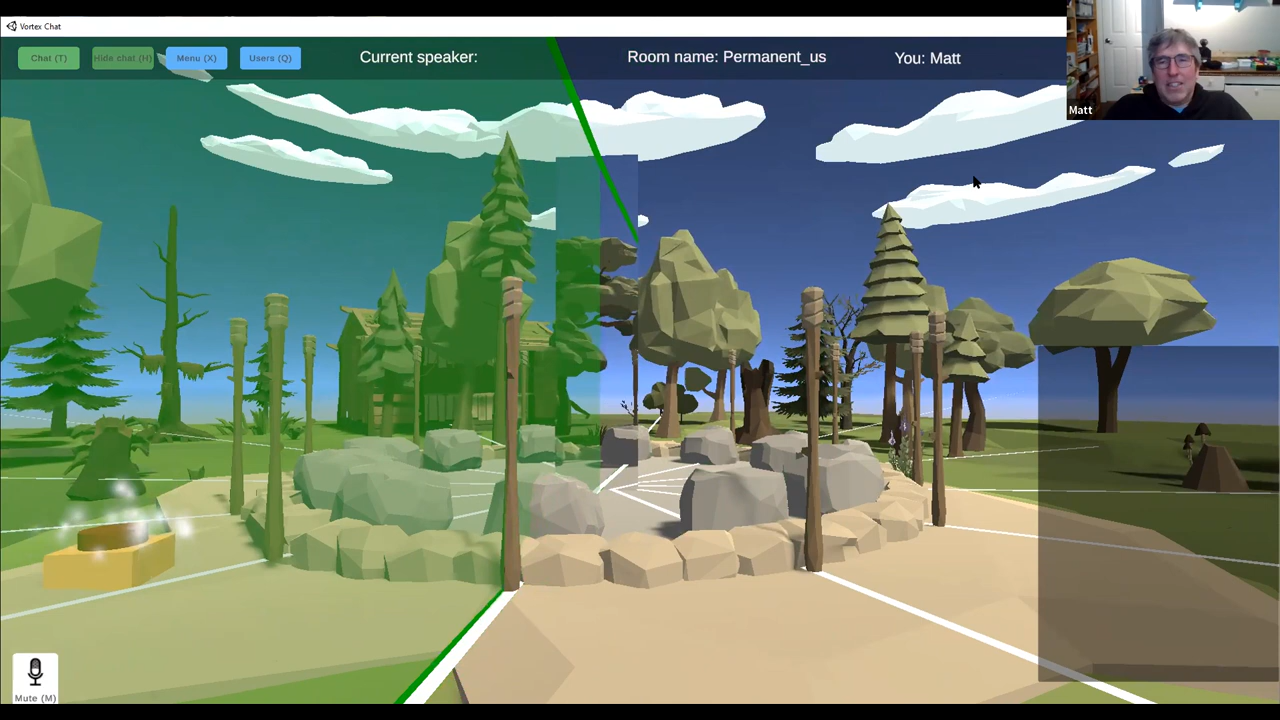 Vortex Chat
Chat (T)
Hide chat (H)
Menu (X)
Users (Q)
Current speaker:
Room name: Permanent_us
You: Matt
Matt
Mute (M)